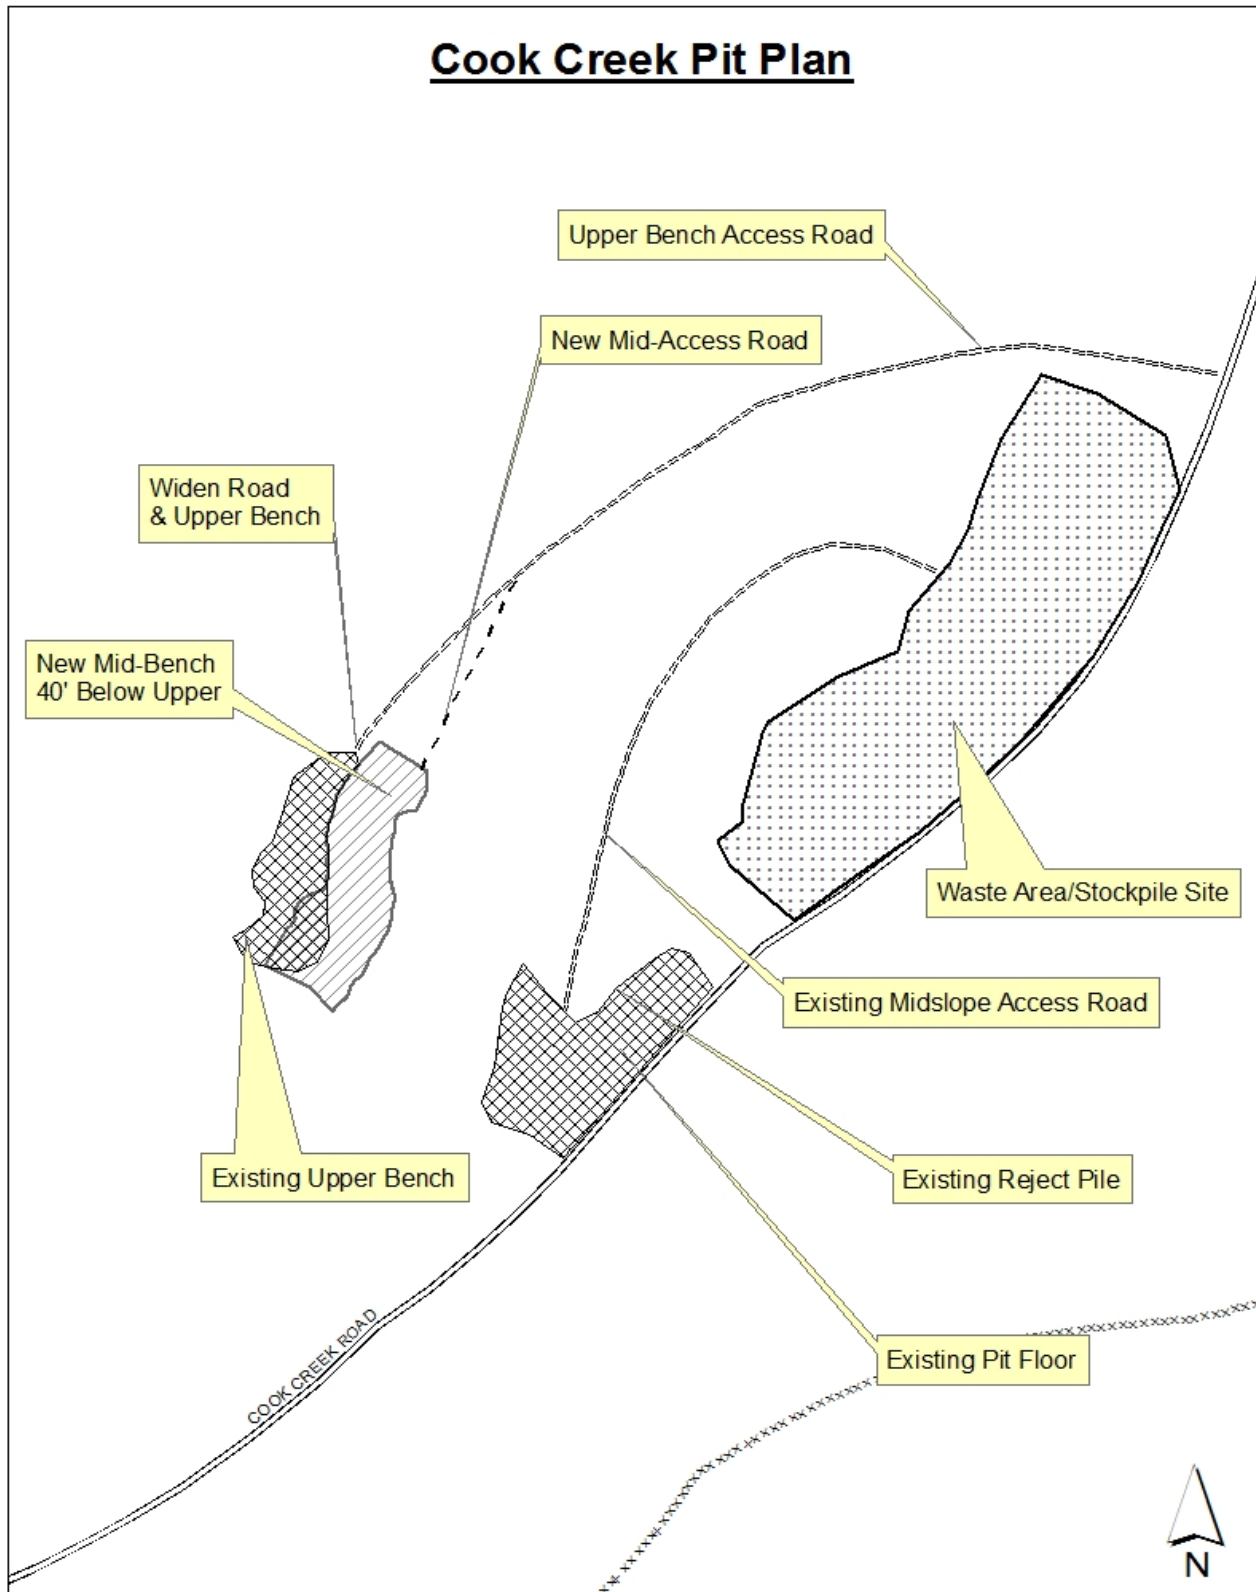 Cook Creek Pit Plan
Upper Bench Access Road
New Mid-Access Road
Widen Road
& Upper Bench
New Mid-Bench
40' Below Upper
Waste Area/Stockpile Site
Existing Midslope Access Road
Existing Upper Bench
Existing Reject Pile
Existing Pit Floor
COOK CREEK ROAD
N